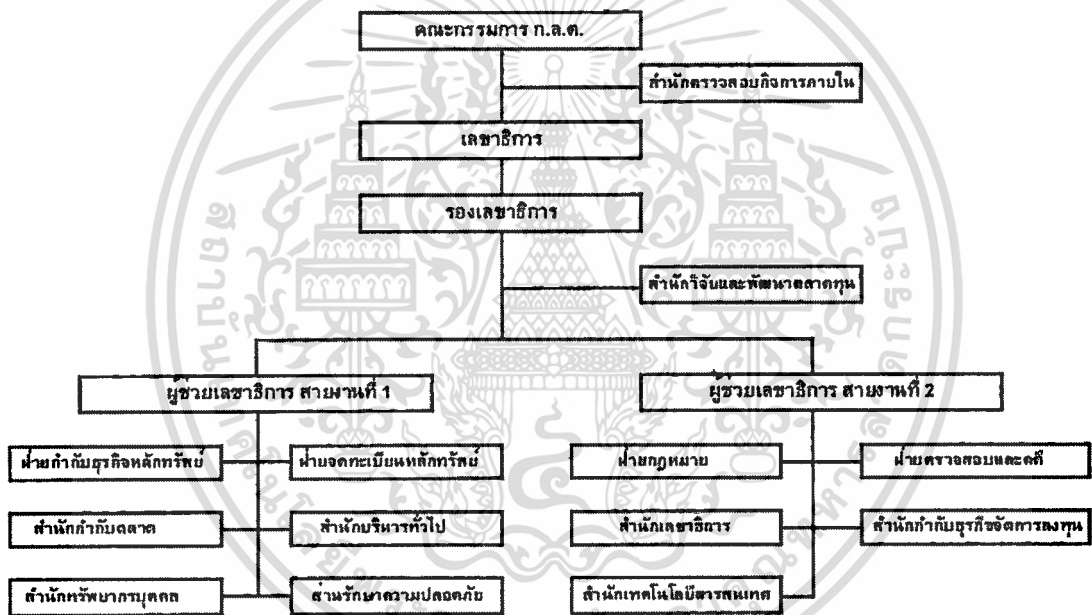 คณะกรรมการ ก.ล.ต.
สำนักตรวจสอบกิจการภายใน
เลขาธิการ
รองเลขาธิการ
สำนักวิจัยและพัฒนาตลาดทุน
ผู้ช่วยเลขาธิการ สายงานที่ 1
ผู้ช่วยเลขาธิการ สายงานที่ 2
ฝ่ายกำกับธุรกิจหลักทรัพย์
ฝ่ายจดทะเบียนหลักทรัพย์
ฝ่ายกฎหมาย
ฝ่ายตรวจสอบและคดี
สำนักกำกับตลาด
สำนักบริหารทั่วไป
สำนักเลขาธิการ
สำนักกำกับธุรกิจจัดการลงทุน
สำนักทรัพยากรบุคคล
ส่วนรักษาความปลอดภัย
สำนักเทคโนโลยีสารสนเทศ